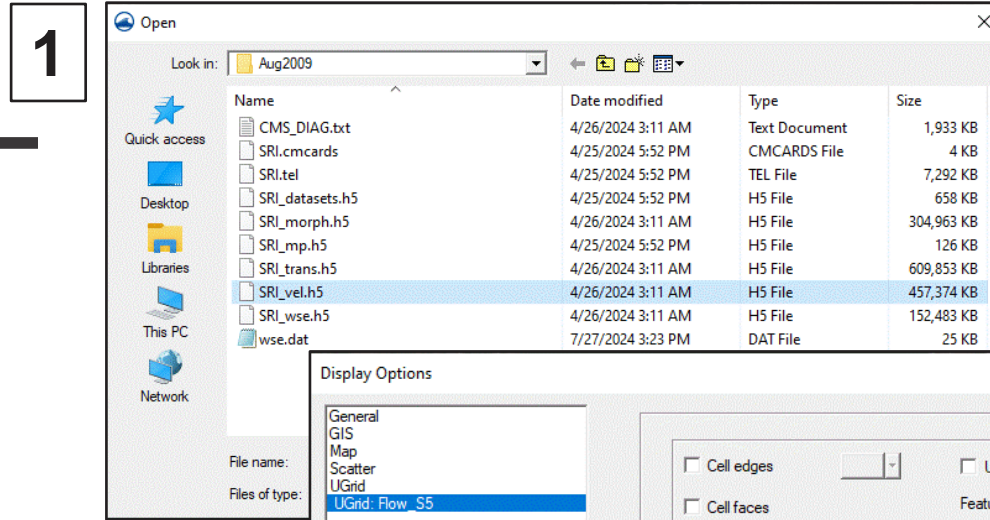 1
Open
Look in: Aug2009
Name Date modified Type Size
CMS_DIAG.txt 4/26/2024 3:11 AM Text Document 1,933 KB
SRI.cmcards 4/25/2024 5:52 PM CMCARDS File 4 KB
SRI.tel 4/25/2024 5:52 PM TEL File 7,292 KB
SRI_datasets.h5 4/25/2024 5:52 PM H5 File 658 KB
SRI_morph.h5 4/26/2024 3:11 AM H5 File 304,963 KB
SRI_mp.h5 4/25/2024 5:52 PM H5 File 126 KB
SRI_trans.h5 4/26/2024 3:11 AM H5 File 609,853 KB
SRI_vel.h5 4/26/2024 3:11 AM H5 File 457,374 KB
SRI_wse.h5 4/26/2024 3:11 AM H5 File 152,483 KB
wse.dat 7/27/2024 3:23 PM DAT File 25 KB
Quick access
Desktop
Libraries
This PC
Network
File name:
Files of type:
Display Options
General
GIS
Map
Scatter
UGrid
UGrid: Flow_S5
Cell edges
Cell faces